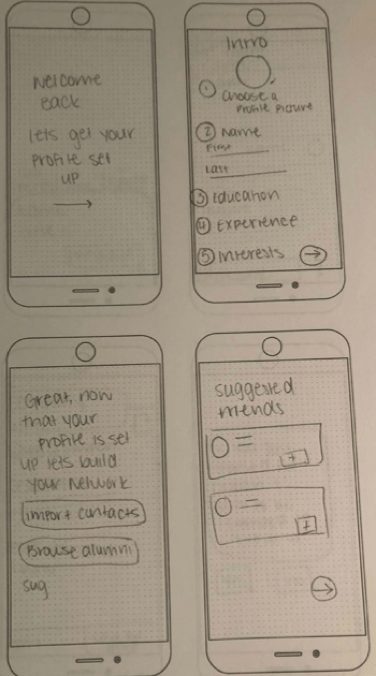 Welcome
Back
lets get your
profile set
up
Intro
1 Choose a
Profile Picture
2 Name
First
Last
3 Education
4 Experience
5 Interests
Great, now
that your
profile is set
up lets build
your Network
import contacts
Browse alumni
sug
suggested
friends
+
+